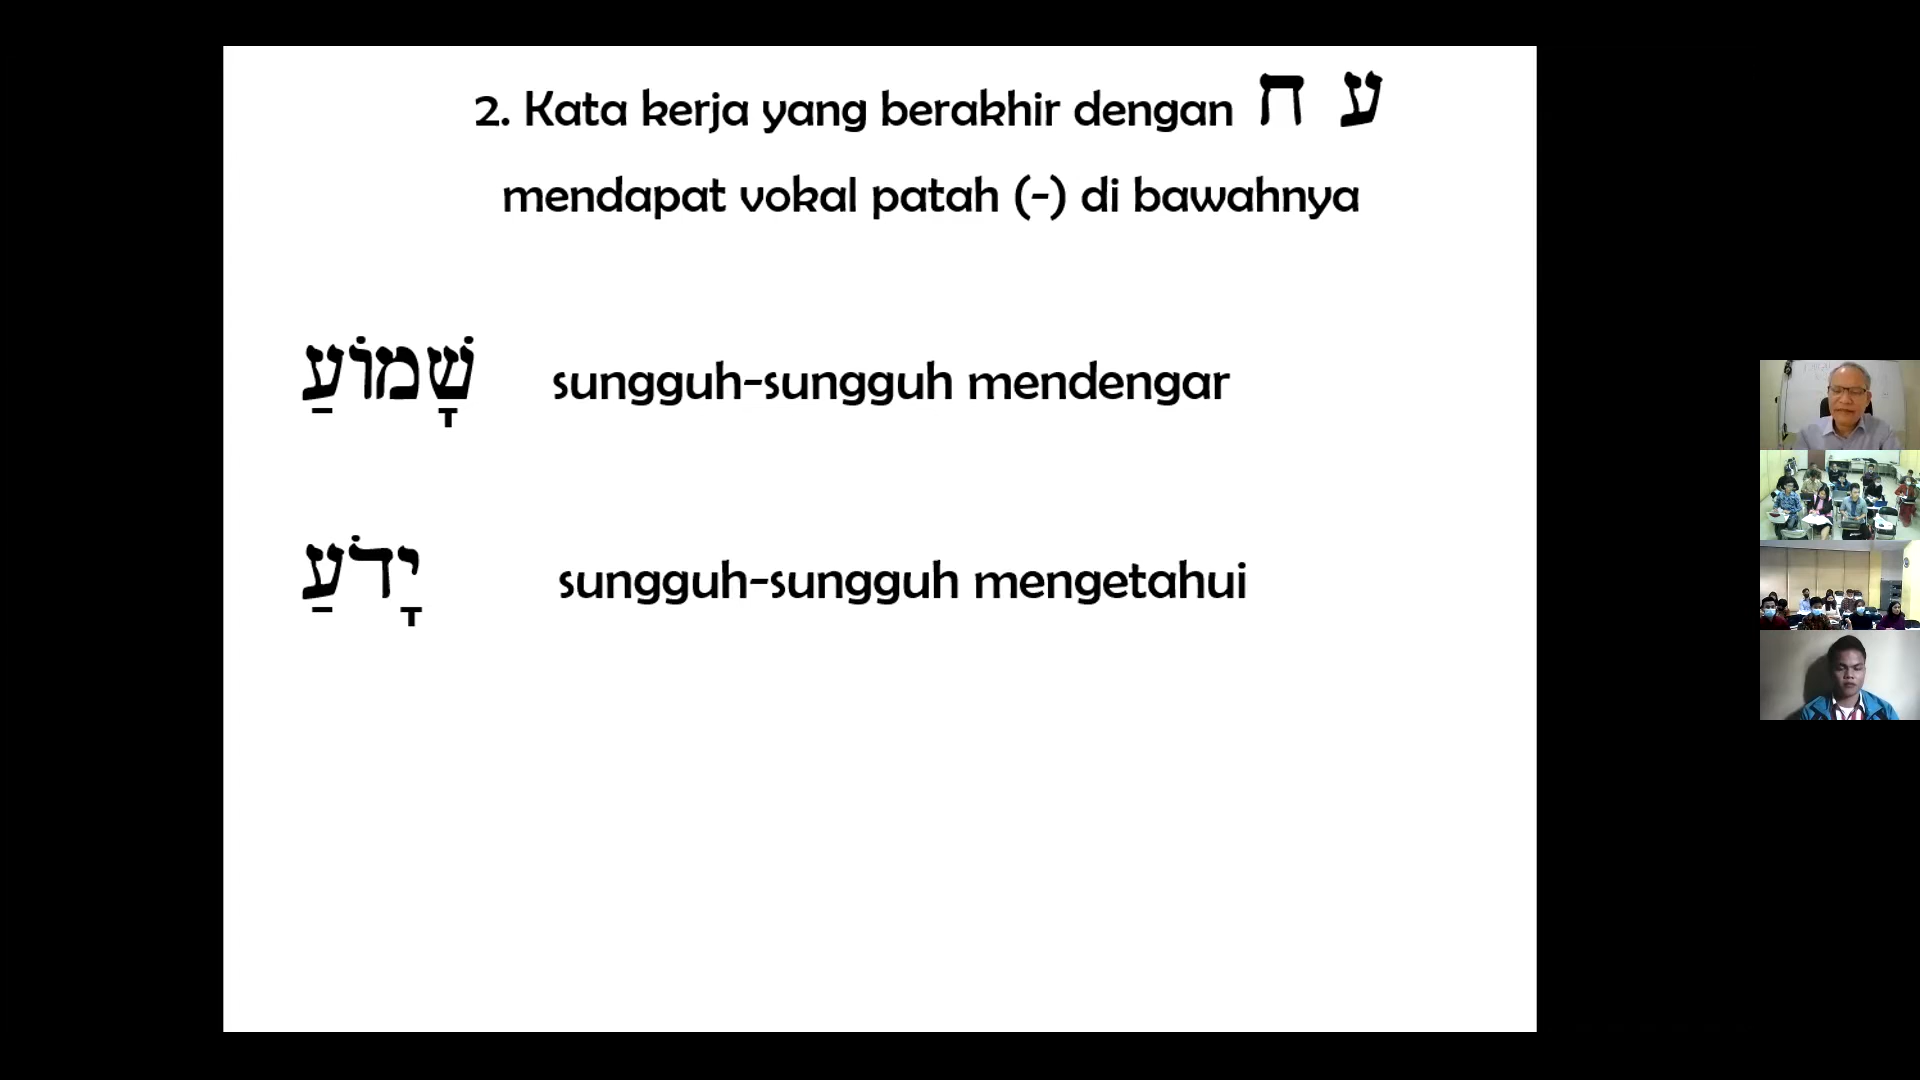 2. Kata kerja yang berakhir dengan ח ע
mendapat vokal patah (-) di bawahnya
שָׁמוֹעַ sungguh-sungguh mendengar
יָדֹעַ sungguh-sungguh mengetahui